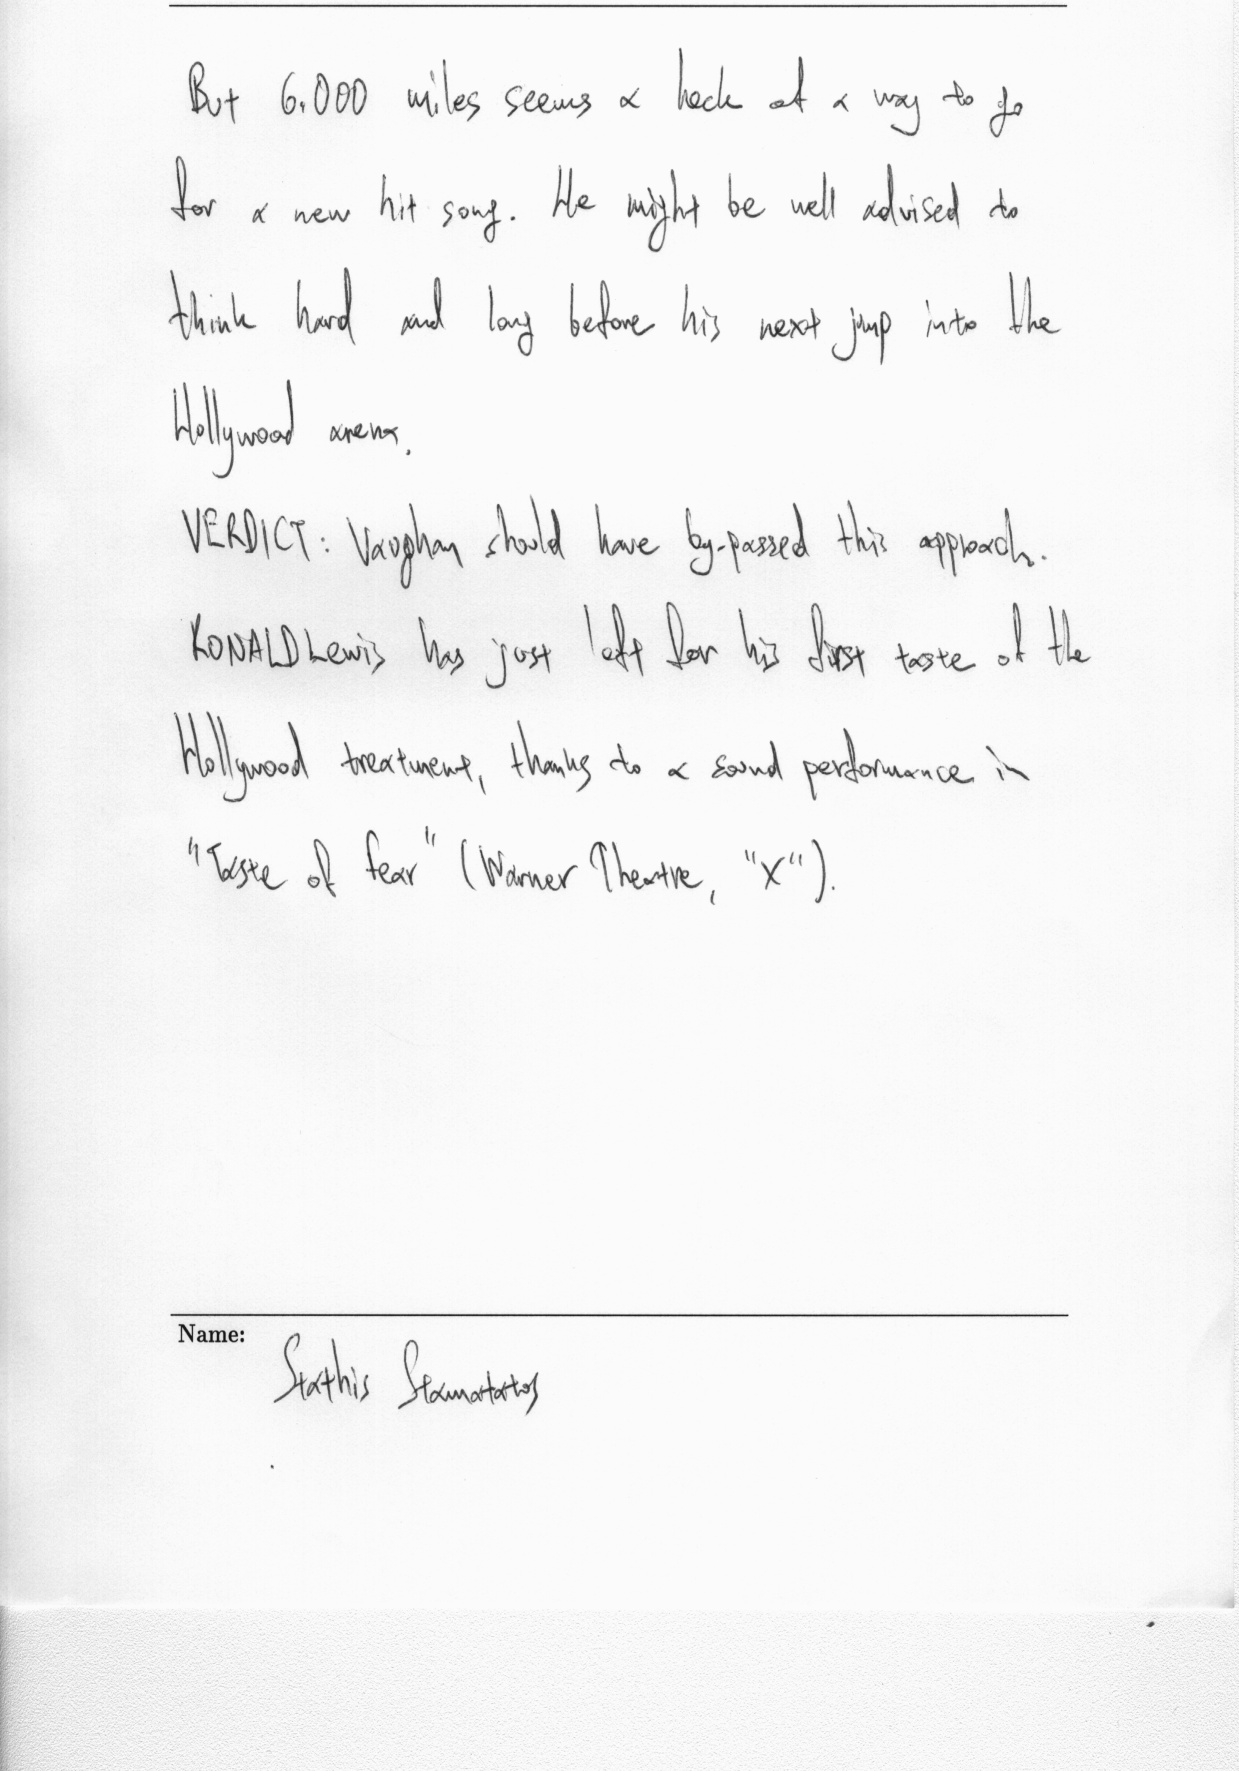 But 6,000 miles seems a heck of a way to go
for a new hit song. He might be well advised to
think hard and long before his next jump into the
Hollywood arena.
VERDICT: Vaughan should have by-passed this approach.
RONALD Lewis has just left for his first taste of the
Hollywood treatment, thanks to a sound performance in
"Taste of fear" (Warner Theatre, "X").
Name:
Stathis Stamatatos